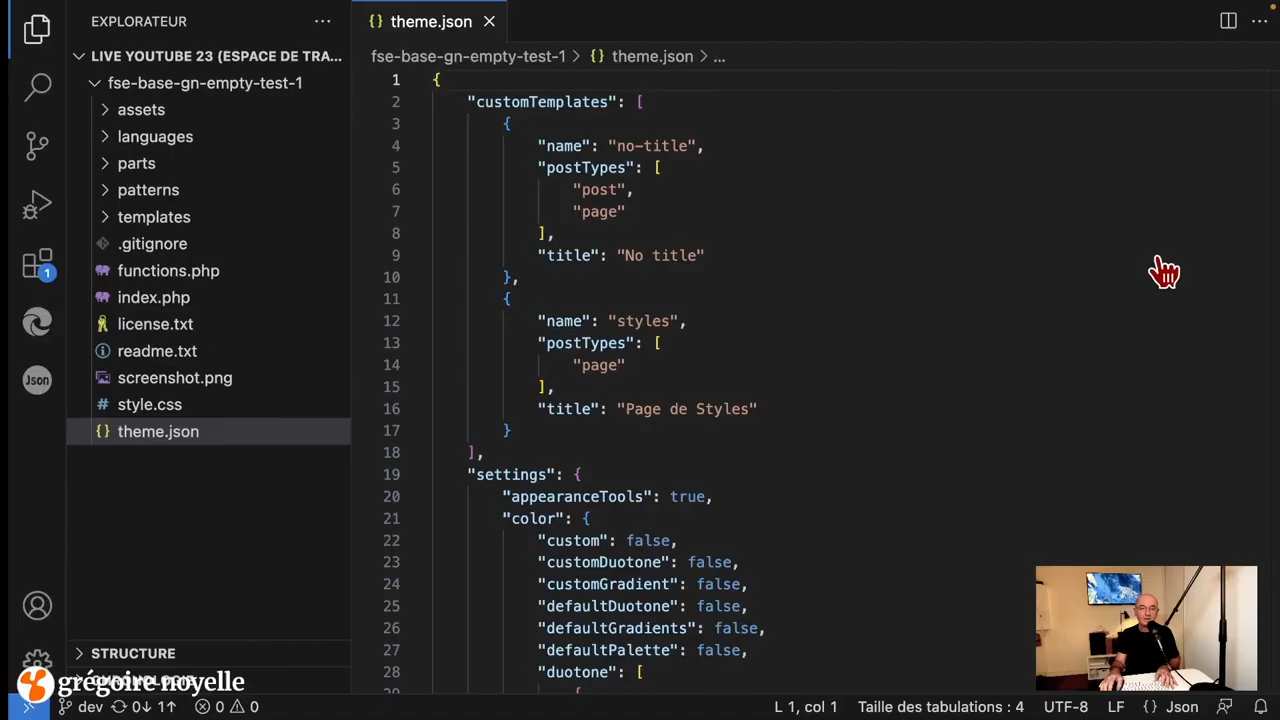 EXPLORATEUR
theme.json
LIVE YOUTUBE 23 (ESPACE DE TRA...
fse-base-gn-empty-test-1
assets
languages
parts
patterns
templates
.gitignore
functions.php
index.php
license.txt
readme.txt
screenshot.png
style.css
theme.json
1
Json
STRUCTURE
grégoire noyelle
fse-base-gn-empty-test-1 > theme.json > ...
1 {
2 "customTemplates": [
3 {
4 "name": "no-title",
5 "postTypes": [
6 "post",
7 "page"
8 ],
9 "title": "No title"
10 },
11 {
12 "name": "styles",
13 "postTypes": [
14 "page"
15 ],
16 "title": "Page de Styles"
17 }
18 ],
19 "settings": {
20 "appearanceTools": true,
21 "color": {
22 "custom": false,
23 "customDuotone": false,
24 "customGradient": false,
25 "defaultDuotone": false,
26 "defaultGradients": false,
27 "defaultPalette": false,
28 "duotone": [
29 {
dev 0↓ 1↑ 0 0 L 1, col 1 Taille des tabulations : 4 UTF-8 LF {} Json